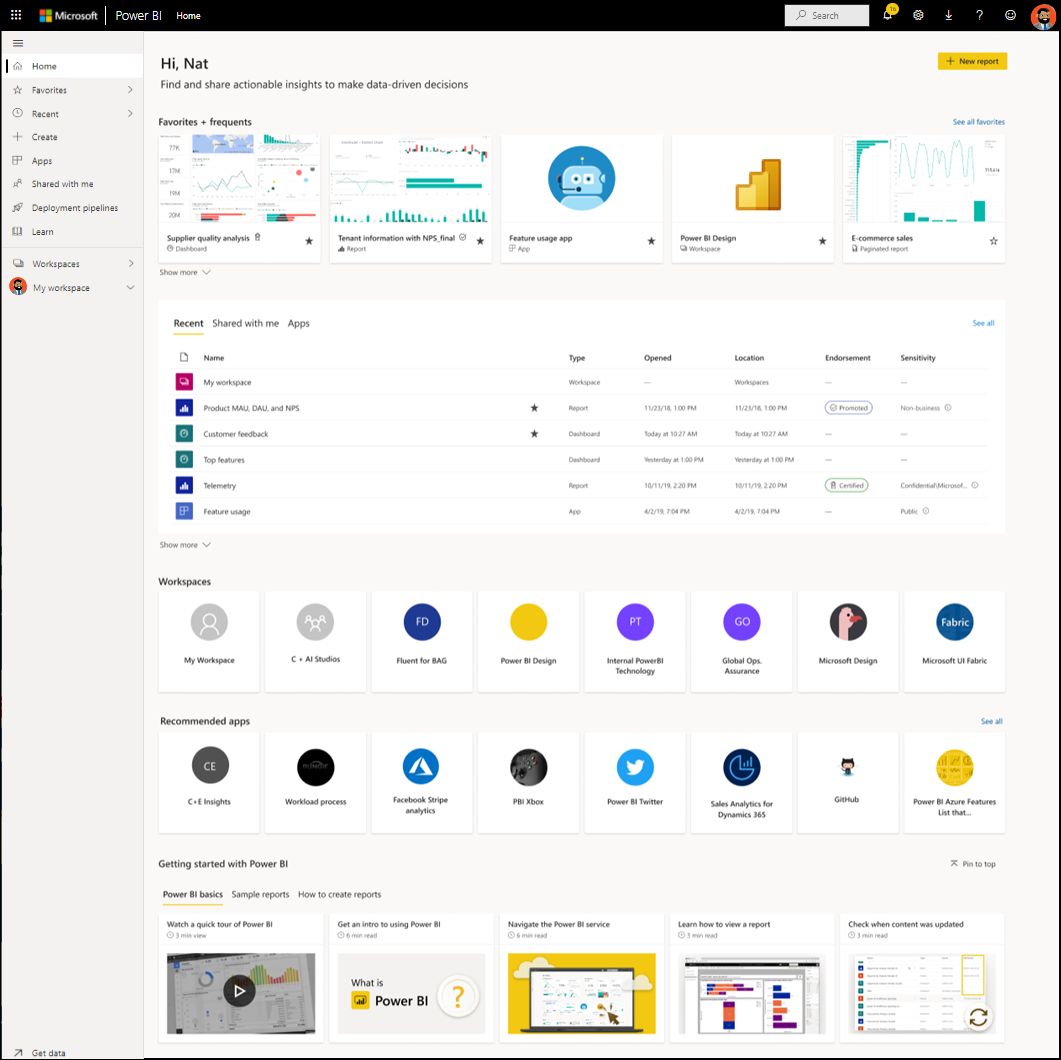 Microsoft Power BI Home Search 16 ?
Home
Favorites
Recent
Create
Apps
Shared with me
Deployment pipelines
Learn
Workspaces
My workspace
Get data
Hi, Nat
New report
Find and share actionable insights to make data-driven decisions
Favorites + frequents See all favorites
77K
17M
19M
20M
Supplier quality analysis
Dashboard
Tenant information with NPS_final
Report
Feature usage app
App
Power BI Design
Workspace
E-commerce sales
Paginated report
Show more
Recent Shared with me Apps See all
Name Type Opened Location Endorsement Sensitivity
My workspace Workspace — Workspaces — —
Product MAU, DAU, and NPS Report 11/23/18, 1:00 PM 11/23/18, 1:00 PM Promoted Non-business
Customer feedback Dashboard Today at 10:27 AM Today at 10:27 AM — —
Top features Dashboard Yesterday at 1:00 PM Yesterday at 1:00 PM — —
Telemetry Report 10/11/19, 2:20 PM 10/11/19, 2:20 PM Certified Confidential\Microsof...
Feature usage App 4/2/19, 7:04 PM 4/2/19, 7:04 PM — Public
Show more
Workspaces
My Workspace
C + AI Studios
FD
Fluent for BAG
Power BI Design
PT
Internal PowerBI
Technology
GO
Global Ops.
Assurance
Microsoft Design
Fabric
Microsoft UI Fabric
Recommended apps See all
CE
C+E Insights
Workload process
Facebook Stripe
analytics
PBI Xbox
Power BI Twitter
Sales Analytics for
Dynamics 365
GitHub
Power BI Azure Features
List that...
Getting started with Power BI Pin to top
Power BI basics Sample reports How to create reports
Watch a quick tour of Power BI
3 min view
Get an intro to using Power BI
6 min read
What is
Power BI
?
Navigate the Power BI service
6 min read
Learn how to view a report
3 min read
Check when content was updated
3 min read